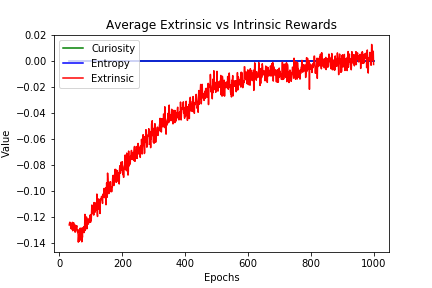 Average Extrinsic vs Intrinsic Rewards
0.02
0.00
−0.02
−0.04
−0.06
−0.08
−0.10
−0.12
−0.14
Value
Curiosity
Entropy
Extrinsic
0 200 400 600 800 1000
Epochs